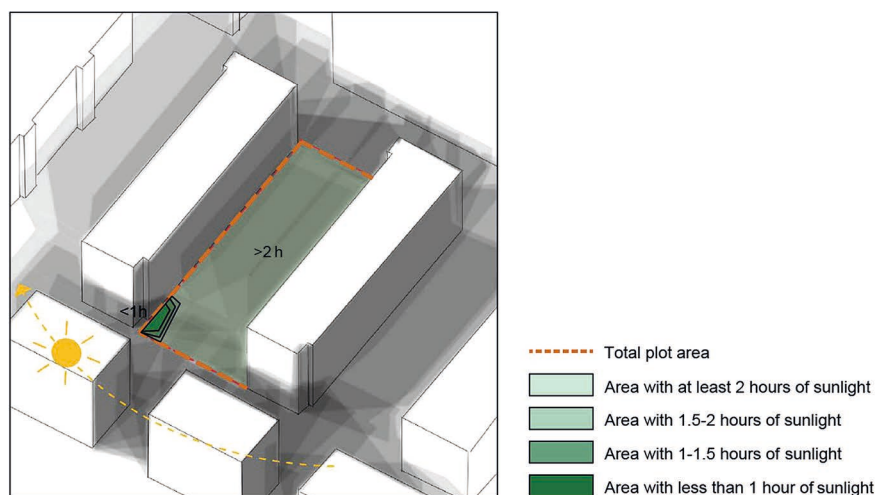 >2 h
<1h
Total plot area
Area with at least 2 hours of sunlight
Area with 1.5-2 hours of sunlight
Area with 1-1.5 hours of sunlight
Area with less than 1 hour of sunlight